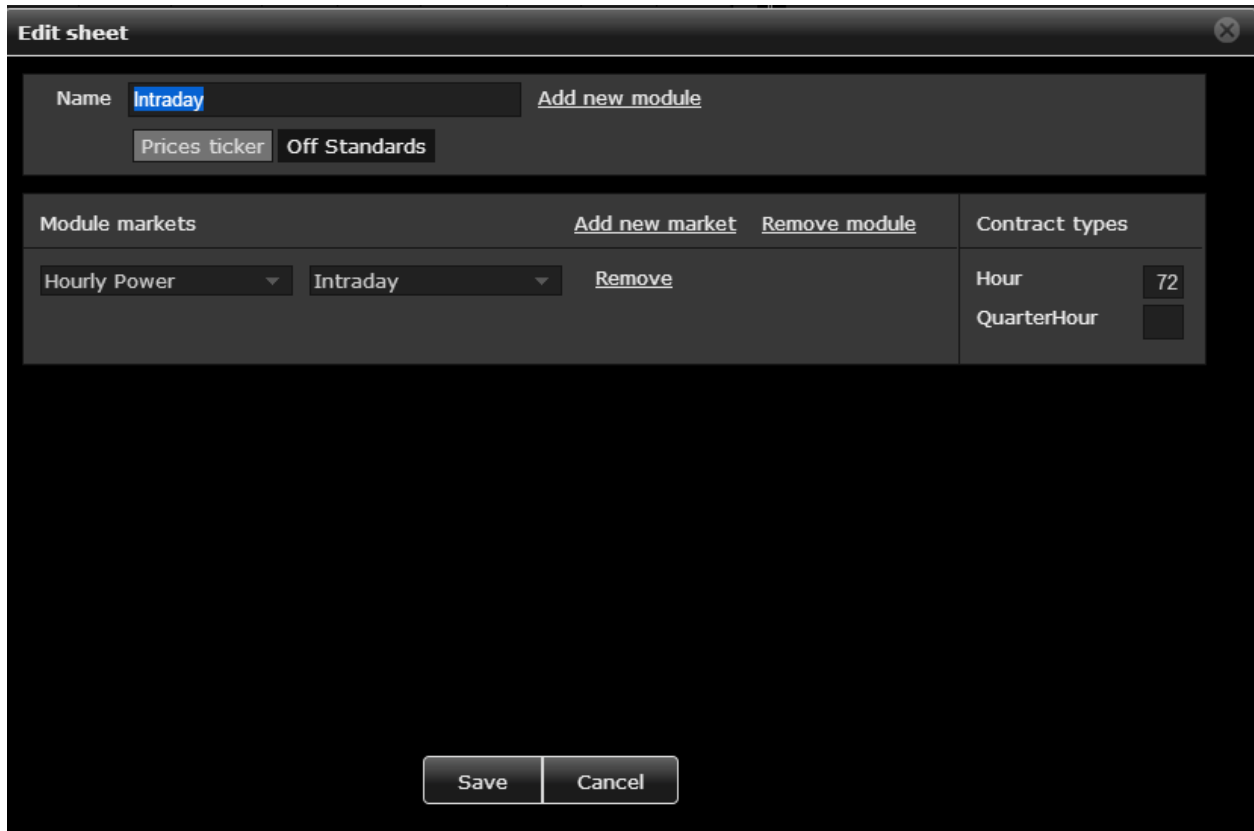 Edit sheet
Name Intraday Add new module
Prices ticker Off Standards
Module markets Add new market Remove module Contract types
Hourly Power Intraday Remove Hour 72
QuarterHour
Save Cancel